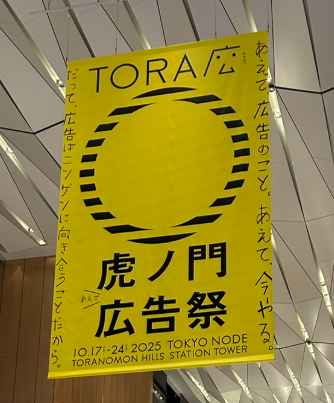 TORA広
あえて、広告のこと。あえて、今やる。
だって、広告はニンゲンに向き合うことだから。
虎ノ門
あえて
広告祭
10.17 - 24 2025 TOKYO NODE
TORANOMON HILLS STATION TOWER